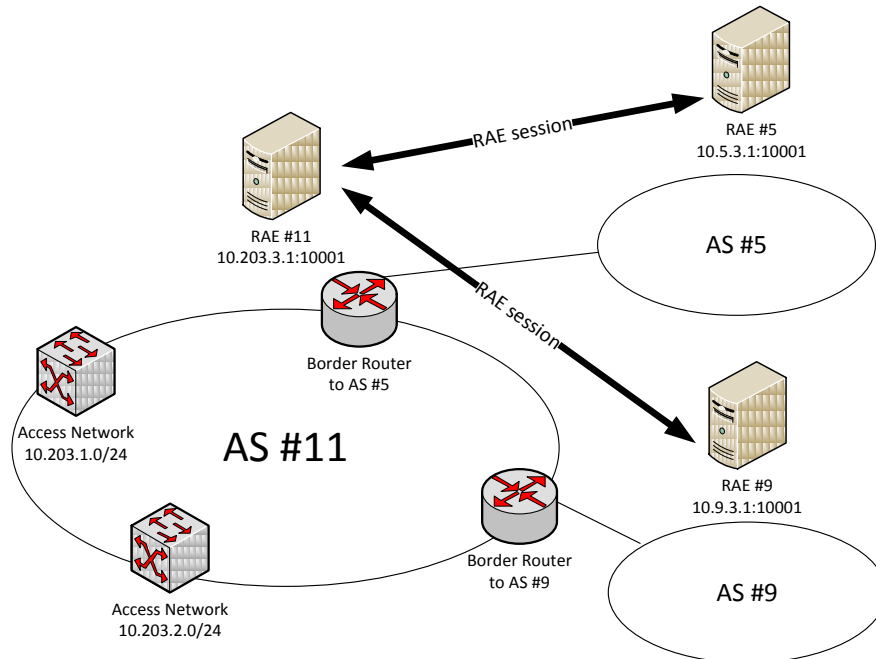 RAE #5
10.5.3.1:10001
RAE session
RAE #11
10.203.3.1:10001
AS #5
RAE session
Border Router
to AS #5
Access Network
10.203.1.0/24
AS #11
RAE #9
10.9.3.1:10001
Border Router
to AS #9
AS #9
Access Network
10.203.2.0/24